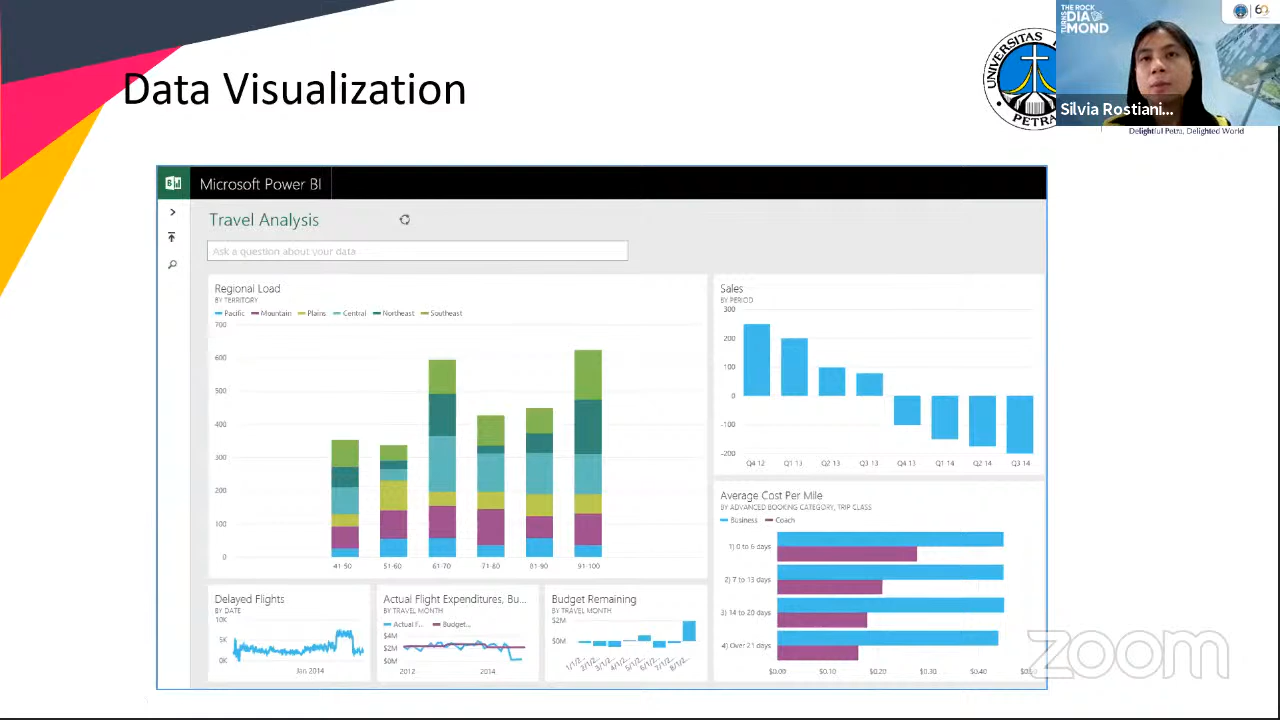 Data Visualization
UNIVERSITAS
PETRA
THE ROCK
TURNS
DIA
MOND
60
Silvia Rostiani...
Delightful Petra, Delighted World
Microsoft Power BI
Travel Analysis
Ask a question about your data
Regional Load
BY TERRITORY
Pacific Mountain Plains Central Northeast Southeast
700
600
500
400
300
200
100
0
41-50 51-60 61-70 71-80 81-90 91-100
Sales
BY PERIOD
300
200
100
0
-100
-200
Q4 12 Q1 13 Q2 13 Q3 13 Q4 13 Q1 14 Q2 14 Q3 14
Average Cost Per Mile
BY ADVANCED BOOKING CATEGORY, TRIP CLASS
Business Coach
1) 0 to 6 days
2) 7 to 13 days
3) 14 to 20 days
4) Over 21 days
$0.00 $0.10 $0.20 $0.30 $0.40
Delayed Flights
BY DATE
10K
5K
0K
Jan 2014
Actual Flight Expenditures, Bu...
BY TRAVEL MONTH
Actual F... Budget...
$4M
$2M
$0M
2012 2014
Budget Remaining
BY TRAVEL MONTH
$2M
$0M
zoom